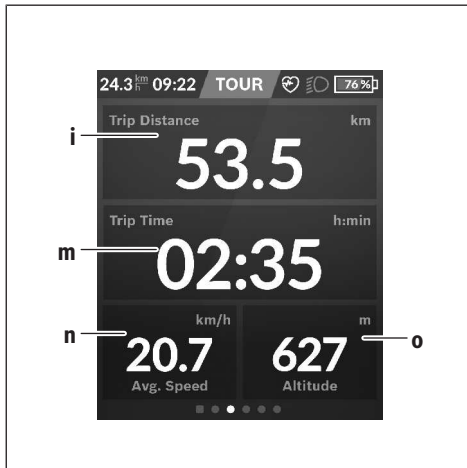 24.3 km/h 09:22 TOUR 76 %
Trip Distance km
i
53.5
Trip Time h:min
m
02:35
km/h m
n
o
20.7 627
Avg. Speed Altitude